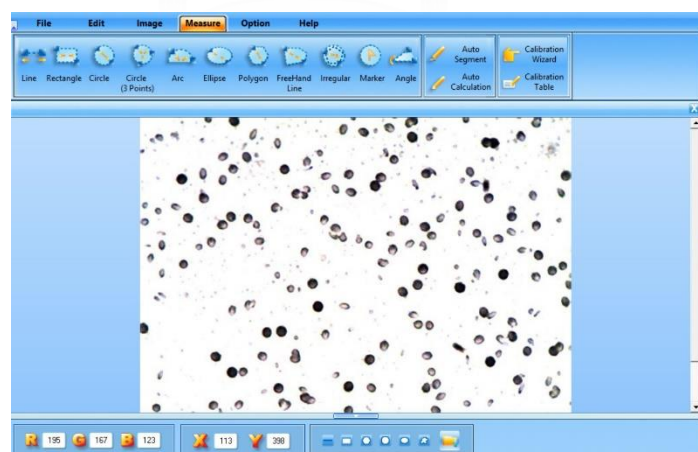 File Edit Image Measure Option Help
Line Rectangle Circle Circle (3 Points) Arc Ellipse Polygon FreeHand Line Irregular Marker Angle
Auto Segment
Auto Calculation
Calibration Wizard
Calibration Table
R 195 G 167 B 123 X 113 Y 398